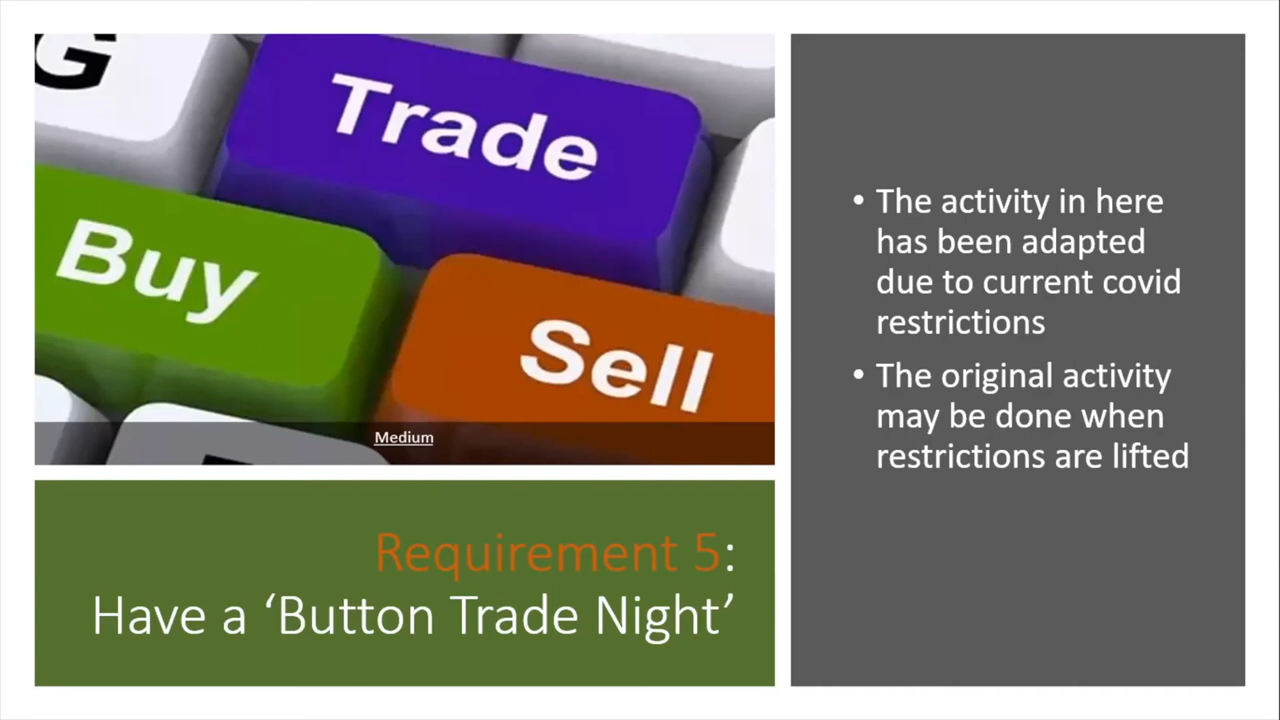 G
Trade
Buy
Sell
Medium
Requirement 5:
Have a ‘Button Trade Night’
• The activity in here
has been adapted
due to current covid
restrictions
• The original activity
may be done when
restrictions are lifted